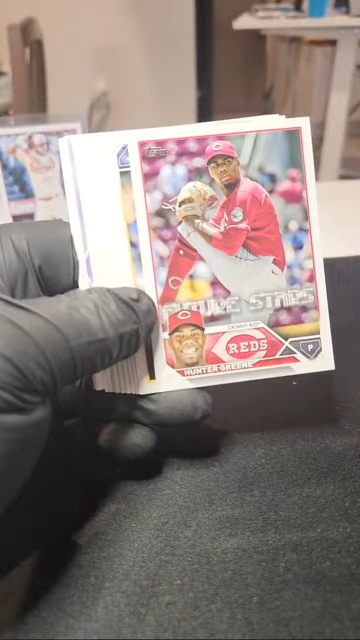 Topps
FUTURE STARS
CINCINNATI REDS
REDS
P
HUNTER GREENE